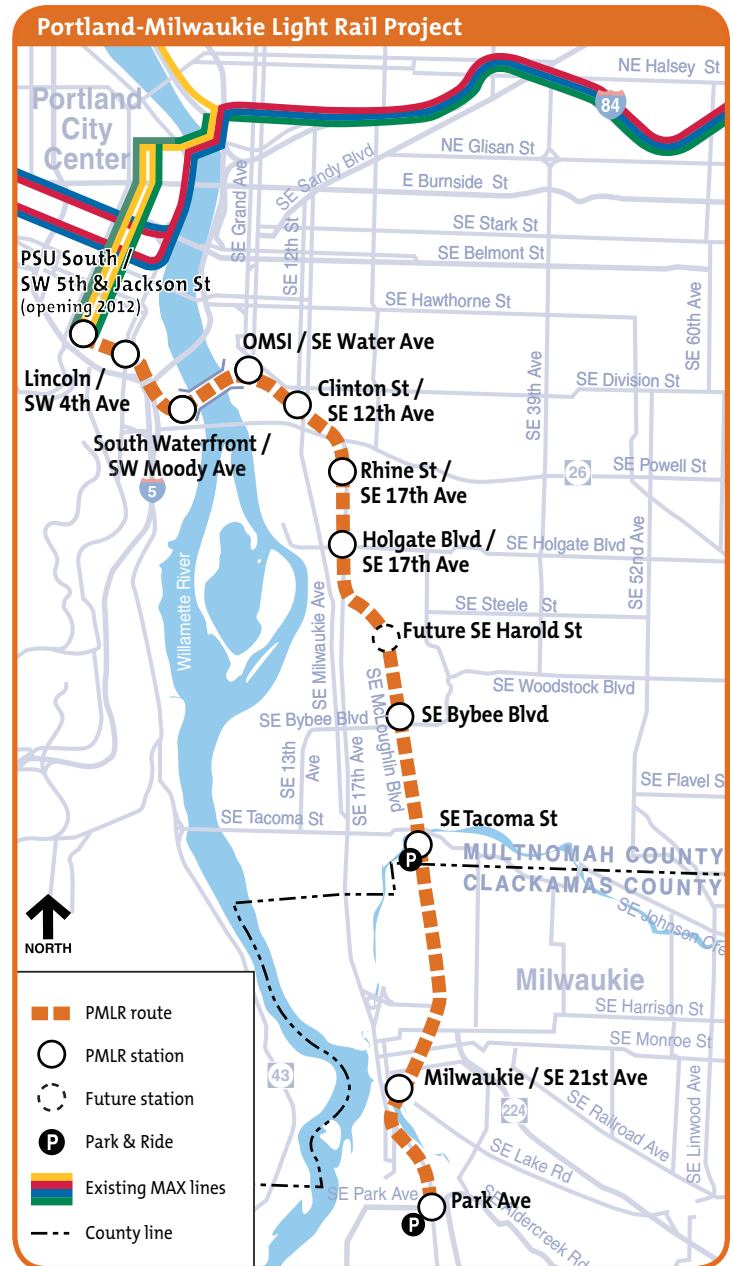 Portland-Milwaukie Light Rail Project
NE Halsey St
Portland
City
Center
84
NE Glisan St
SE Sandy Blvd
E Burnside St
SE Grand Ave
SE 12th St
SE Stark St
SE Belmont St
PSU South /
SW 5th & Jackson St
(opening 2012)
SE Hawthorne St
SE 60th Ave
OMSI / SE Water Ave
Lincoln /
SW 4th Ave
Clinton St /
SE 12th Ave
SE 39th Ave
SE Division St
South Waterfront /
SW Moody Ave
5
Rhine St /
SE 17th Ave
26
SE Powell St
Holgate Blvd /
SE 17th Ave
SE Holgate Blvd
SE 52nd Ave
Willamette River
SE Milwaukie Ave
SE Steele St
Future SE Harold St
SE McLoughlin Blvd
SE Woodstock Blvd
SE Bybee Blvd
SE Bybee Blvd
SE 13th
Ave
SE 17th Ave
SE Flavel S
SE Tacoma St
SE Tacoma St
P
MULTNOMAH COUNTY
CLACKAMAS COUNTY
SE Johnson Cre
NORTH
Milwaukie
SE Harrison St
SE Monroe St
43
Milwaukie / SE 21st Ave
224
SE Railroad Ave
SE Linwood Ave
SE Lake Rd
SE Park Ave
Park Ave
P
SE Aldercreek Rd
PMLR route
PMLR station
Future station
P
Park & Ride
Existing MAX lines
County line